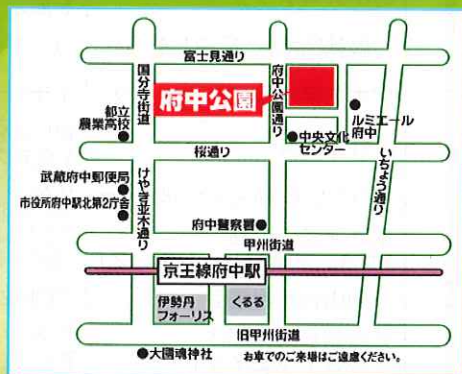 富士見通り
国分寺街道
府中公園
府中公園通り
ルミエール
府中
都立
農業高校
中央文化
センター
桜通り
いちょう通り
武蔵府中郵便局
市役所府中駅北第2庁舎
けやき並木通り
府中警察署
甲州街道
京王線府中駅
伊勢丹
フォーリス
くるる
旧甲州街道
大國魂神社
お車でのご来場はご遠慮ください。